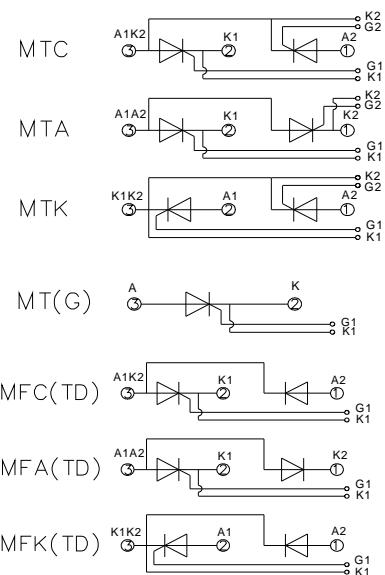 K2
G2
MTC A1K2 K1 A2
3 2 1
G1
K1
K2
G2
MTA A1A2 K1 K2
3 2 1
G1
K1
K2
G2
MTK K1K2 A1 A2
3 2 1
G1
K1
MT(G) A K
3 2
G1
K1
MFC(TD) A1K2 K1 A2
3 2 1
G1
K1
MFA(TD) A1A2 K1 K2
3 2 1
G1
K1
MFK(TD) K1K2 A1 A2
3 2 1
G1
K1